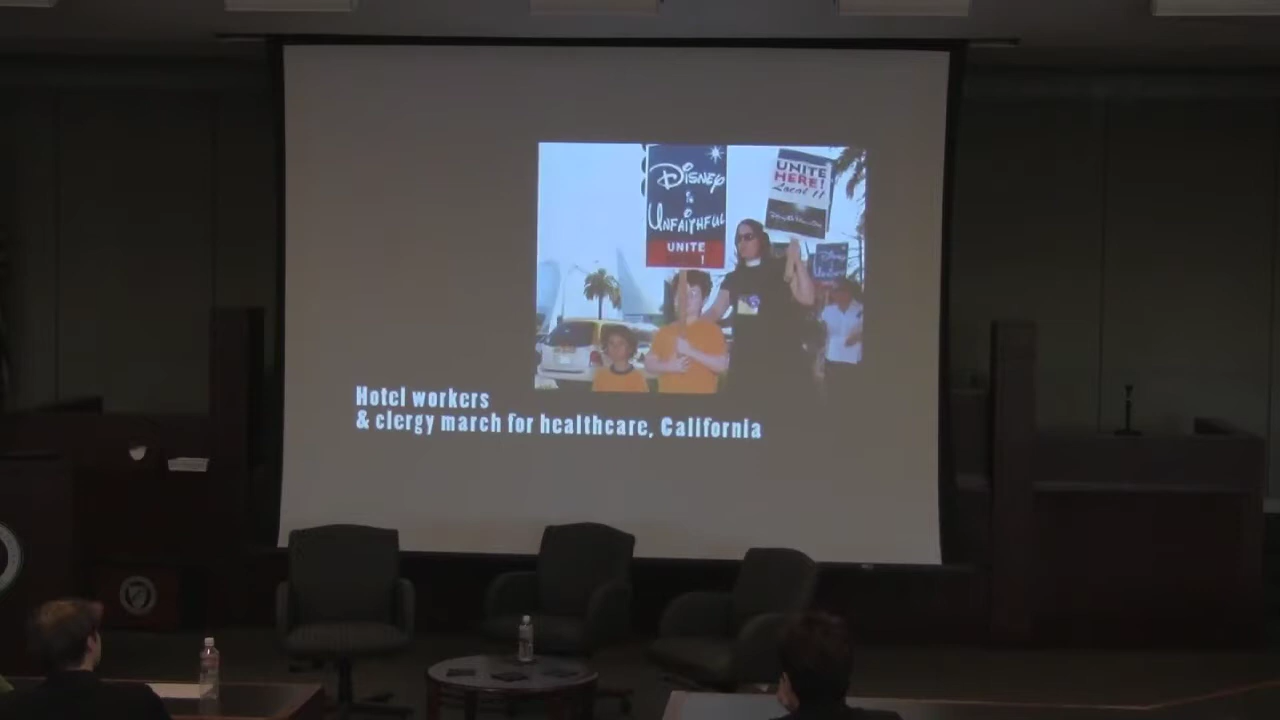 DISNEY
is
UNFAITHFUL
UNITE
!
UNITE
HERE!
Local 11
Hotel workers
& clergy march for healthcare, California